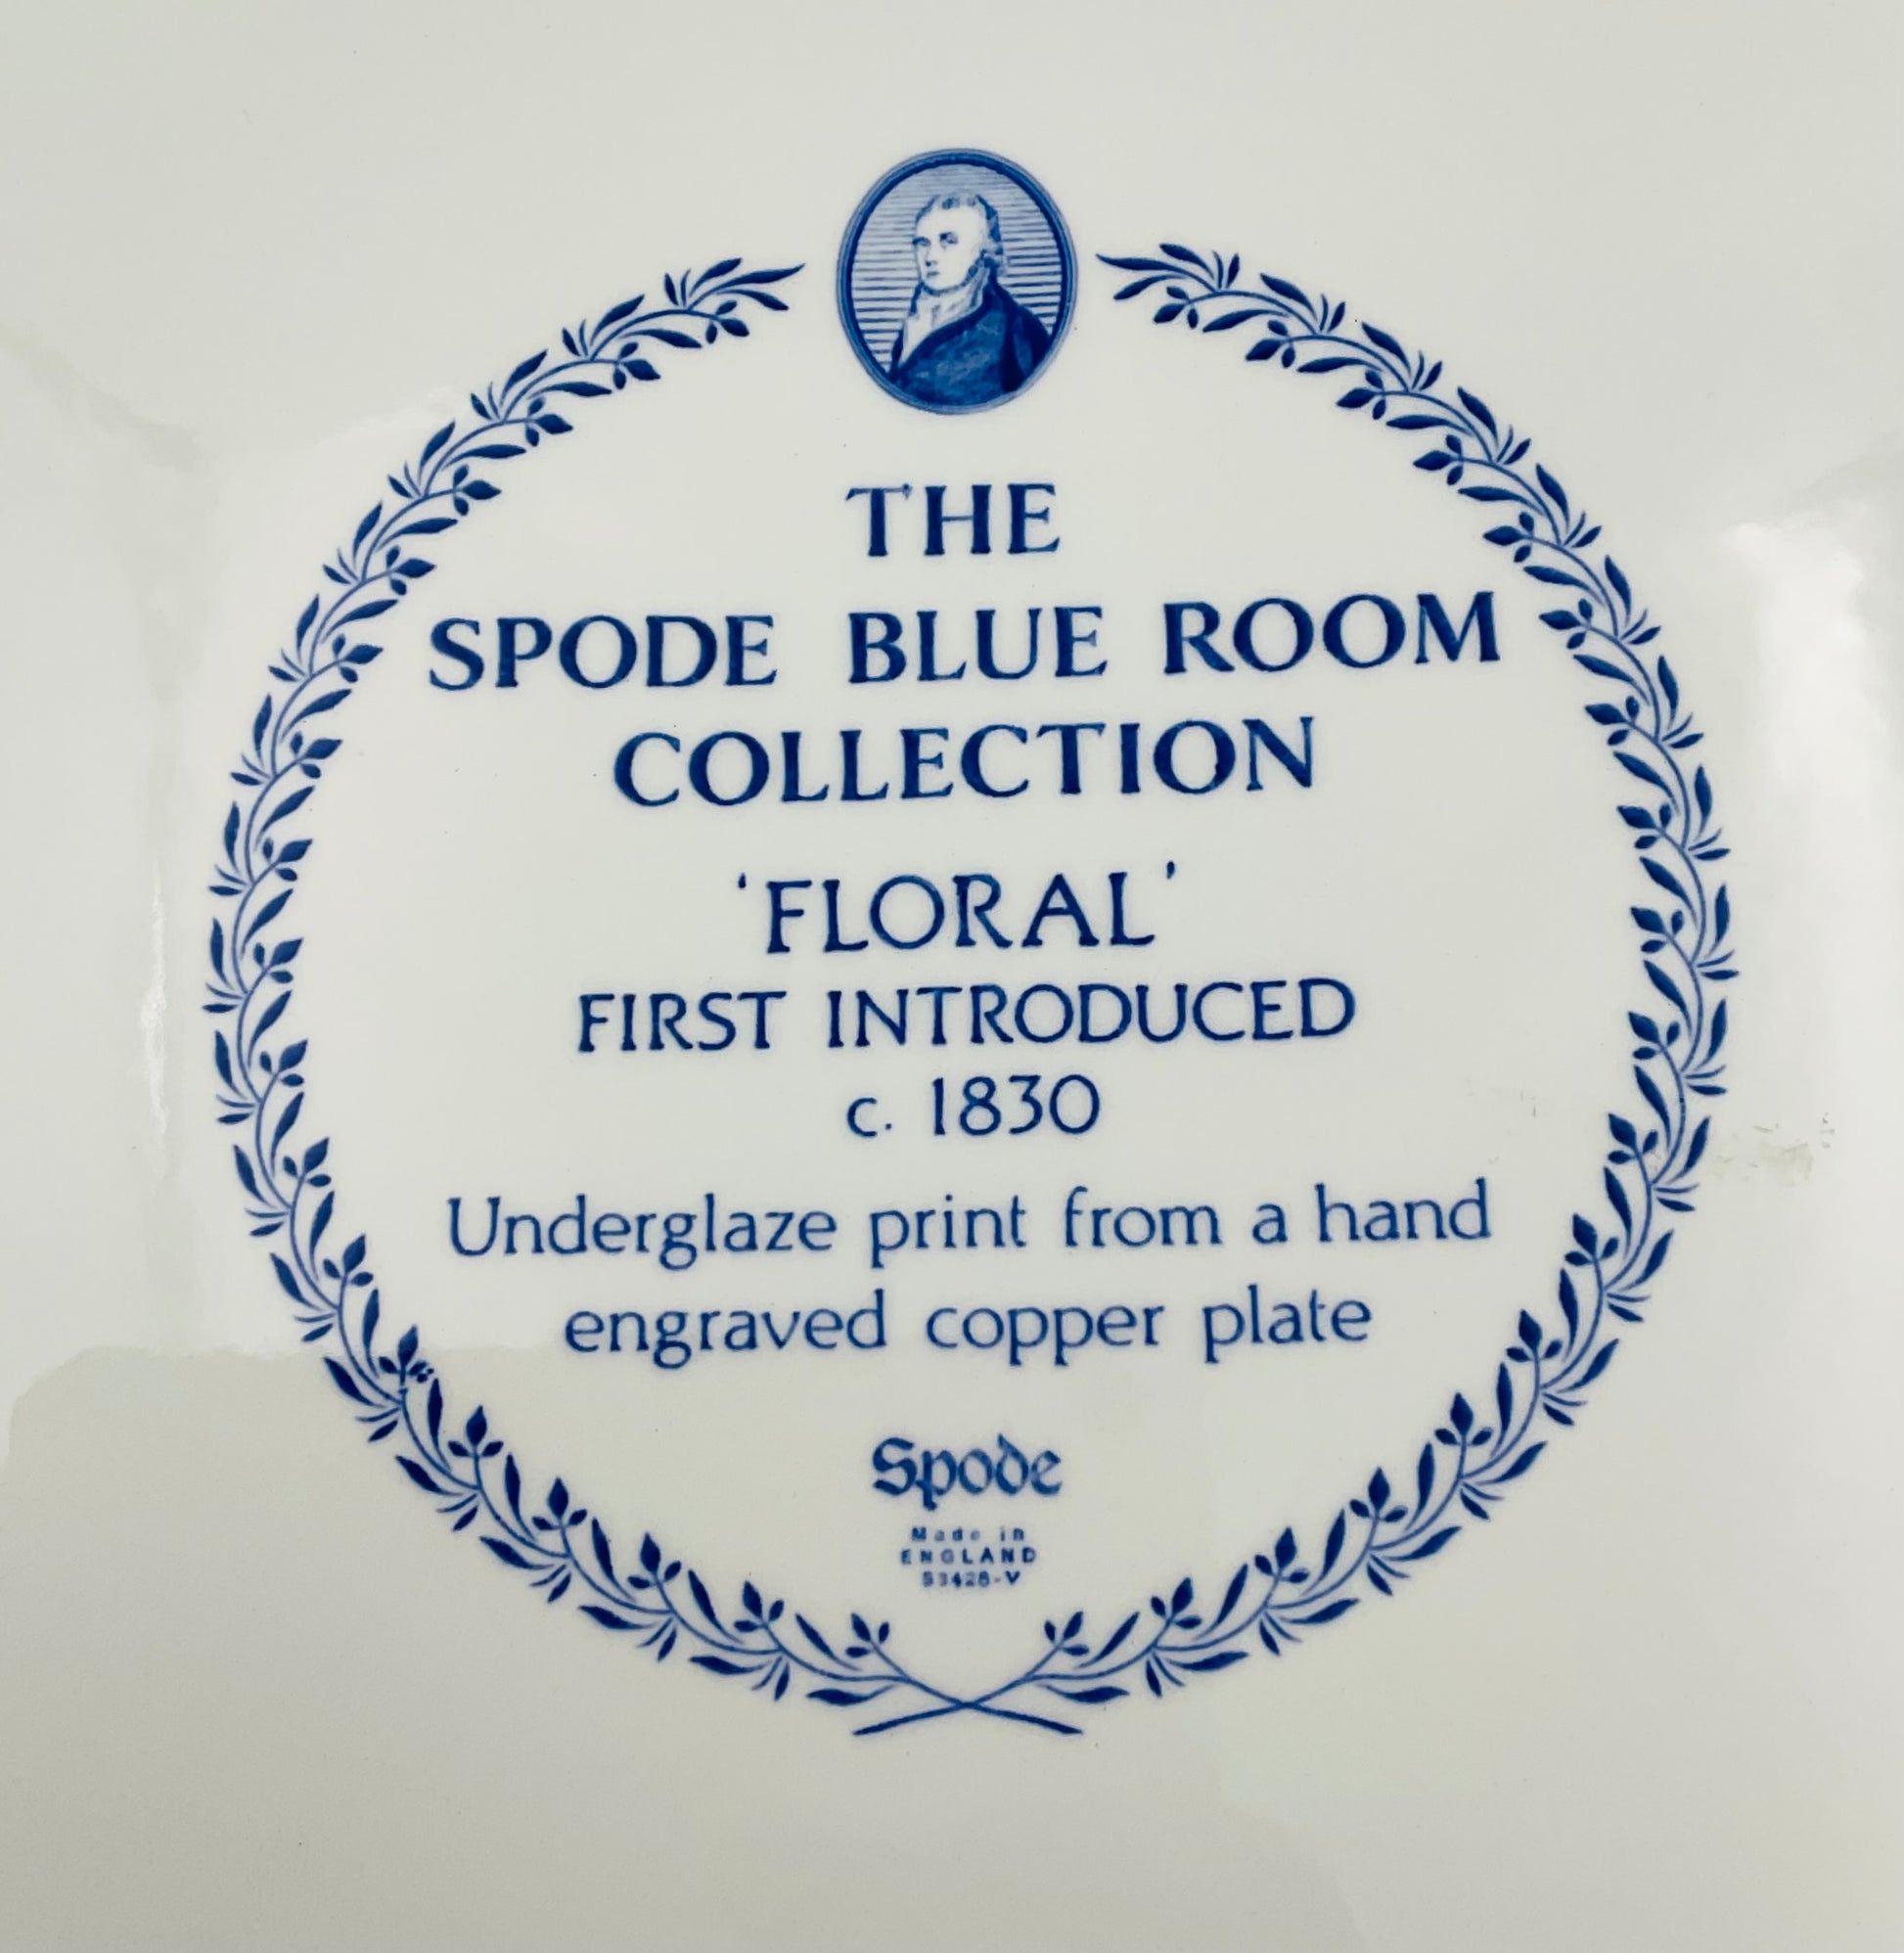 THE
SPODE BLUE ROOM
COLLECTION
‘FLORAL’
FIRST INTRODUCED
c. 1830
Underglaze print from a hand
engraved copper plate
Spode
Made in
ENGLAND